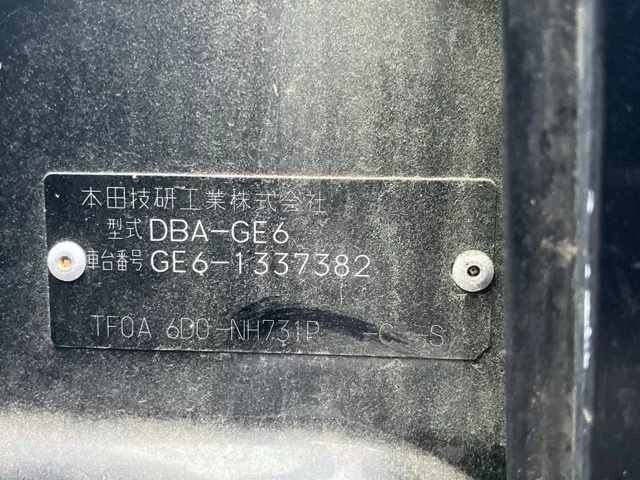 本田技研工業株式会社
型式 DBA-GE6
車台番号 GE6-1337382
TF0A 6D0-NH731P -C -S